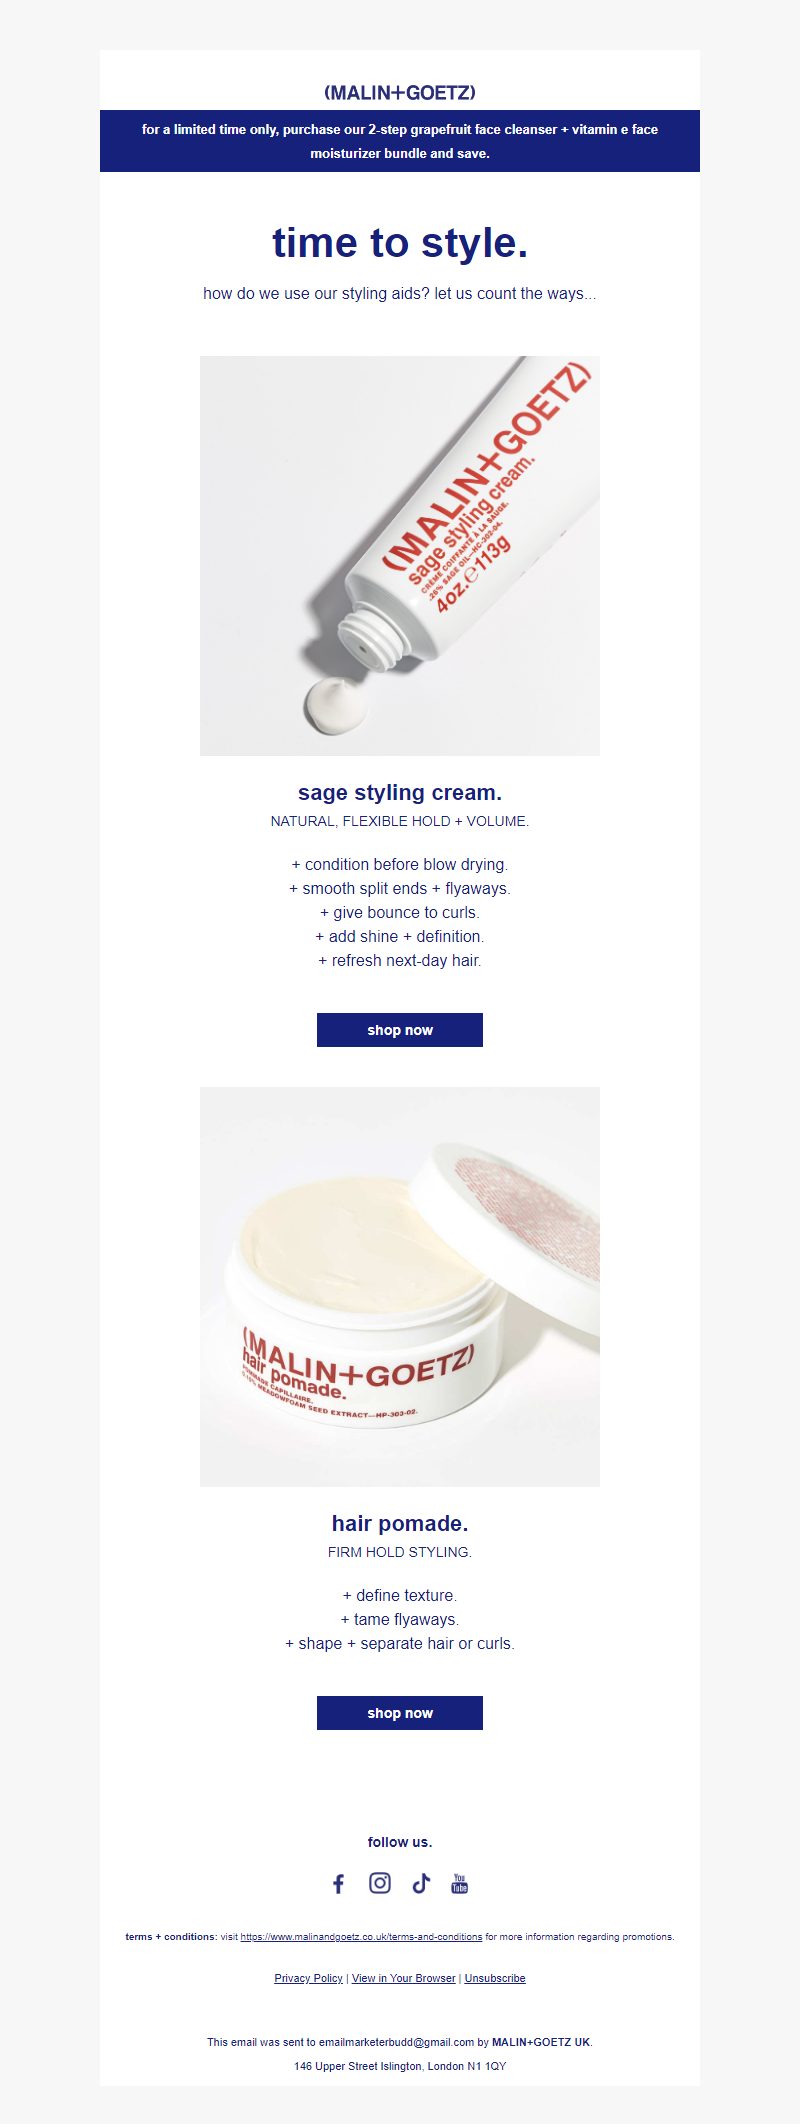 (MALIN+GOETZ)
for a limited time only, purchase our 2-step grapefruit face cleanser + vitamin e face
moisturizer bundle and save.
time to style.
how do we use our styling aids? let us count the ways...
(MALIN+GOETZ)
sage styling cream.
CRÈME COIFFANTE À LA SAUGE.
.26% SAGE OIL—HC-302-04.
4oz.℮113g
sage styling cream.
NATURAL, FLEXIBLE HOLD + VOLUME.
+ condition before blow drying.
+ smooth split ends + flyaways.
+ give bounce to curls.
+ add shine + definition.
+ refresh next-day hair.
shop now
(MALIN+GOETZ)
hair pomade.
POMMADE CAPILLAIRE.
0.15% MEADOWFOAM SEED EXTRACT—HP-303-02.
hair pomade.
FIRM HOLD STYLING.
+ define texture.
+ tame flyaways.
+ shape + separate hair or curls.
shop now
follow us.
You
Tube
terms + conditions: visit https://www.malinandgoetz.co.uk/terms-and-conditions for more information regarding promotions.
Privacy Policy | View in Your Browser | Unsubscribe
This email was sent to emailmarketerbudd@gmail.com by MALIN+GOETZ UK.
146 Upper Street Islington, London N1 1QY